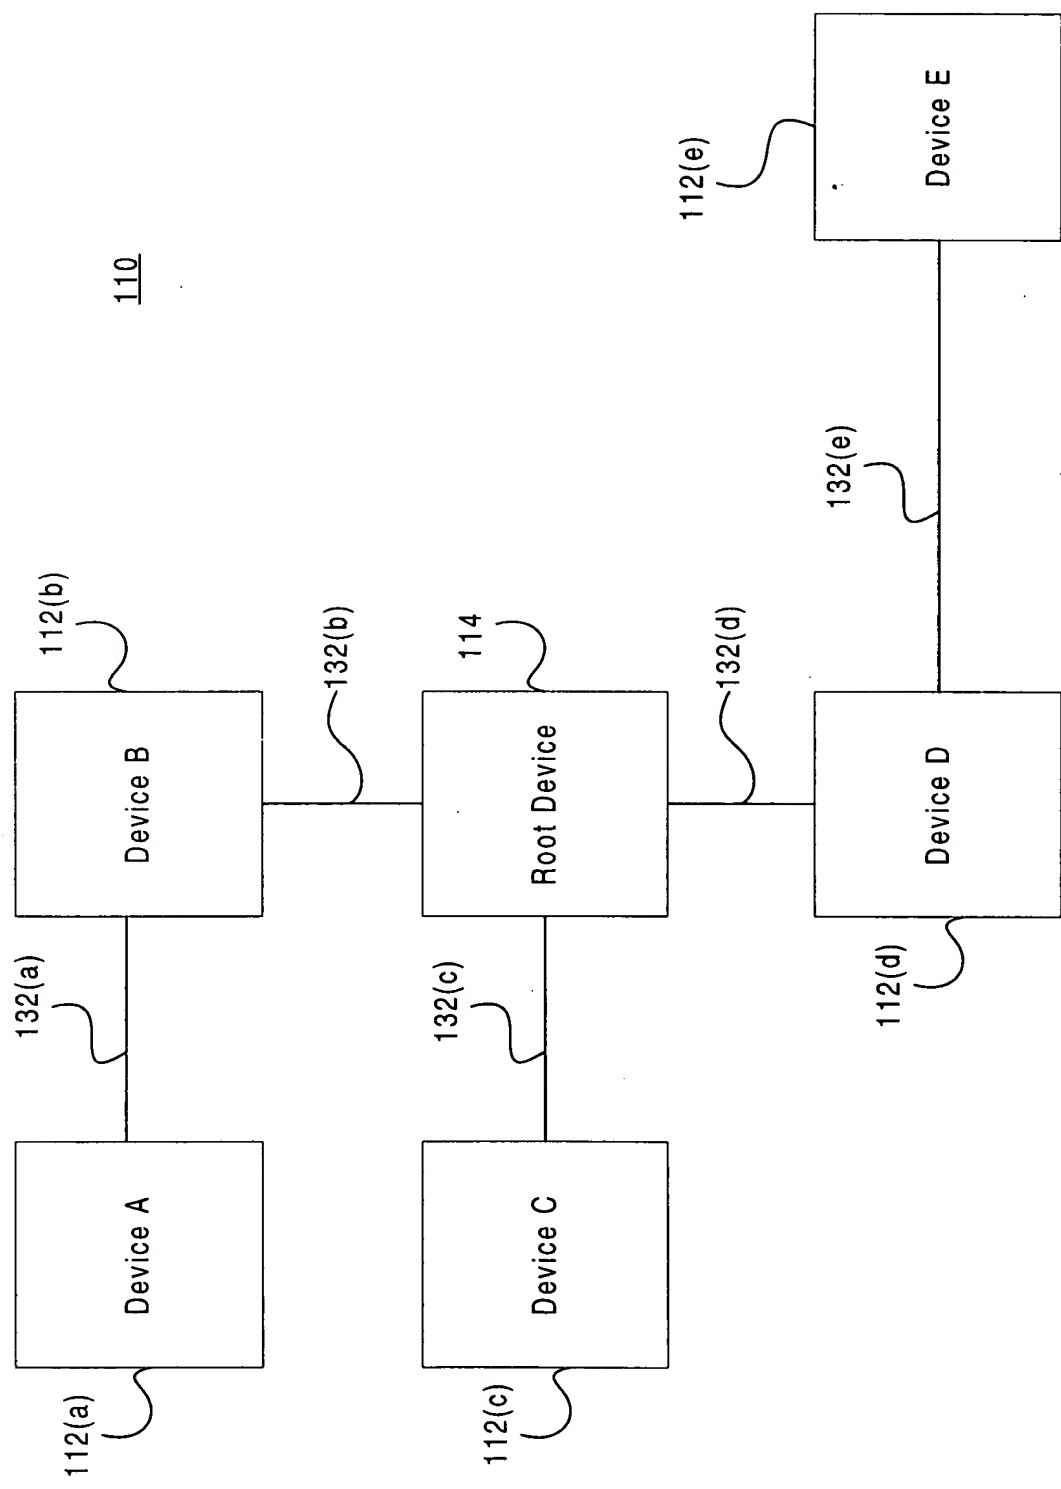 110
112(a)
Device A
132(a)
Device B
112(b)
132(b)
112(c)
Device C
132(c)
Root Device
114
132(d)
112(d)
Device D
132(e)
112(e)
Device E